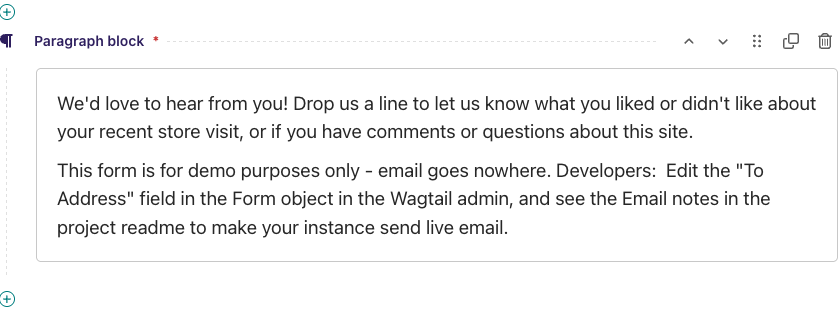 Paragraph block *
We'd love to hear from you! Drop us a line to let us know what you liked or didn't like about
your recent store visit, or if you have comments or questions about this site.
This form is for demo purposes only - email goes nowhere. Developers:  Edit the "To
Address" field in the Form object in the Wagtail admin, and see the Email notes in the
project readme to make your instance send live email.